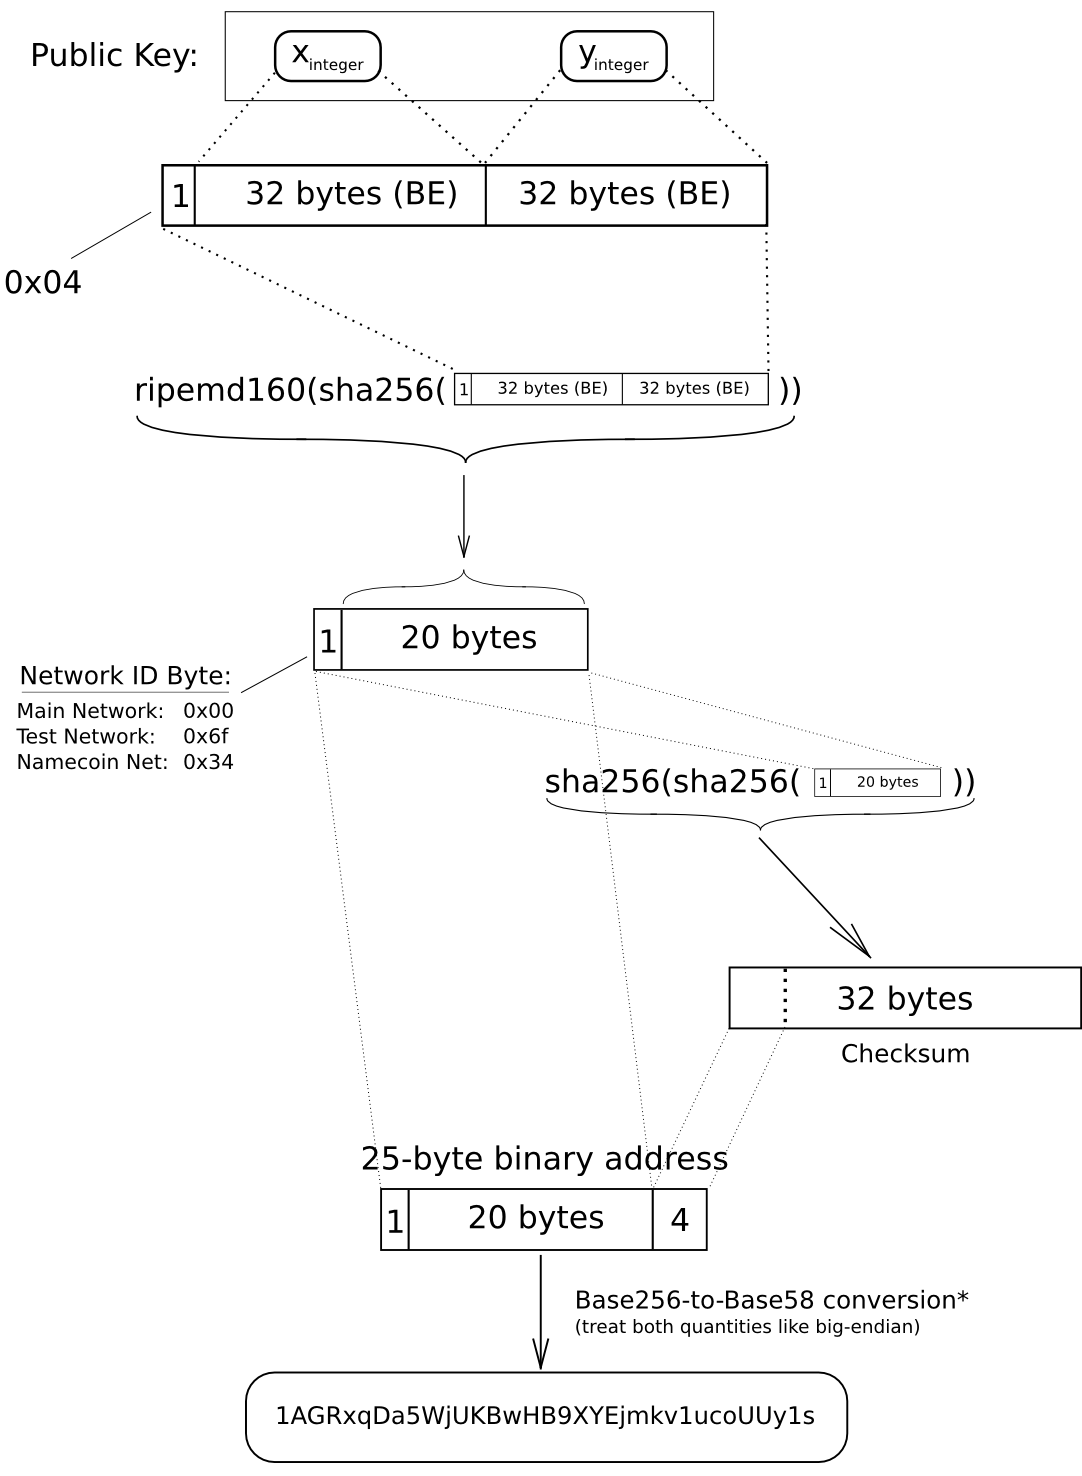 Public Key:
x integer
y integer
1
32 bytes (BE)
32 bytes (BE)
0x04
ripemd160(sha256( 1 32 bytes (BE) 32 bytes (BE) ))
1
20 bytes
Network ID Byte:
Main Network: 0x00
Test Network: 0x6f
Namecoin Net: 0x34
sha256(sha256( 1 20 bytes ))
32 bytes
Checksum
25-byte binary address
1
20 bytes
4
Base256-to-Base58 conversion*
(treat both quantities like big-endian)
1AGRxqDa5WjUKBwHB9XYEjmkv1ucoUUy1s